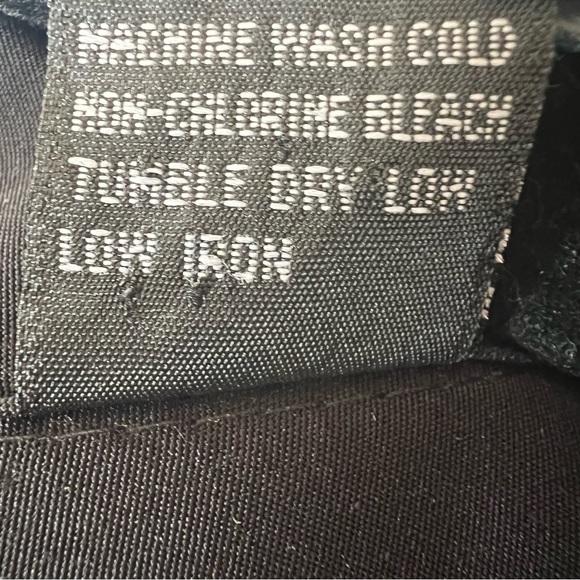 MACHINE WASH COLD
NON-CHLORINE BLEACH
TUMBLE DRY LOW
LOW IRON